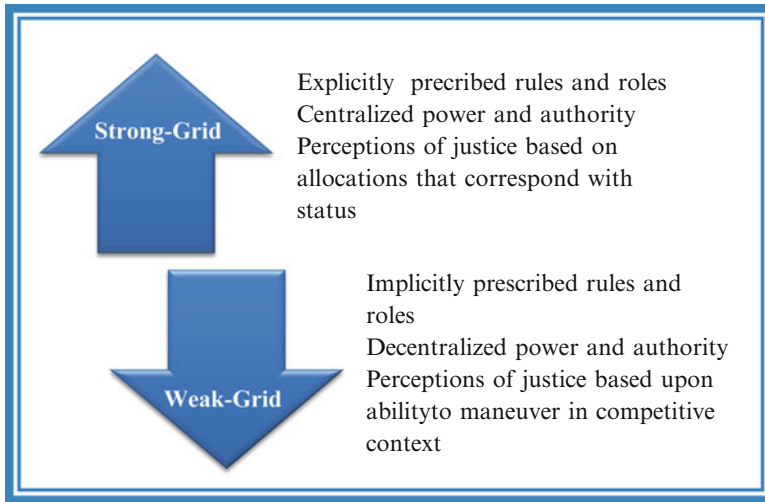 Strong-Grid
Explicitly precribed rules and roles
Centralized power and authority
Perceptions of justice based on
allocations that correspond with
status
Weak-Grid
Implicitly prescribed rules and
roles
Decentralized power and authority
Perceptions of justice based upon
abilityto maneuver in competitive
context